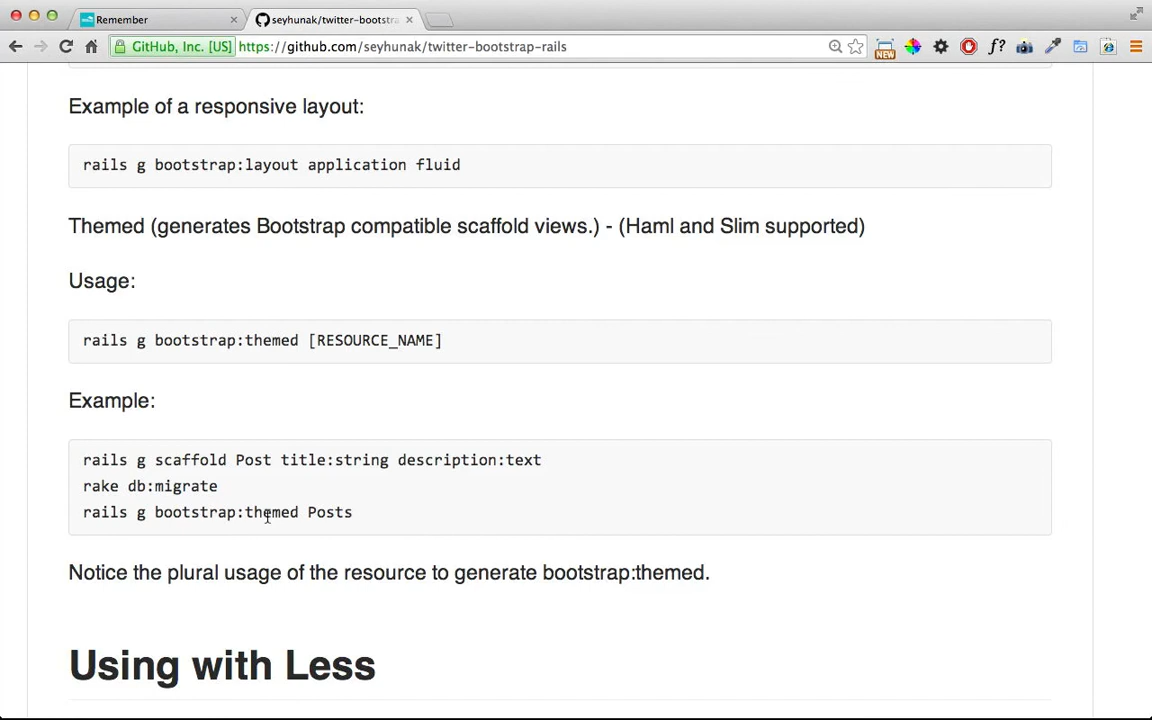 Remember
seyhunak/twitter-bootstra
GitHub, Inc. [US] https://github.com/seyhunak/twitter-bootstrap-rails
NEW
f?
Example of a responsive layout:
rails g bootstrap:layout application fluid
Themed (generates Bootstrap compatible scaffold views.) - (Haml and Slim supported)
Usage:
rails g bootstrap:themed [RESOURCE_NAME]
Example:
rails g scaffold Post title:string description:text
rake db:migrate
rails g bootstrap:themed Posts
Notice the plural usage of the resource to generate bootstrap:themed.
Using with Less